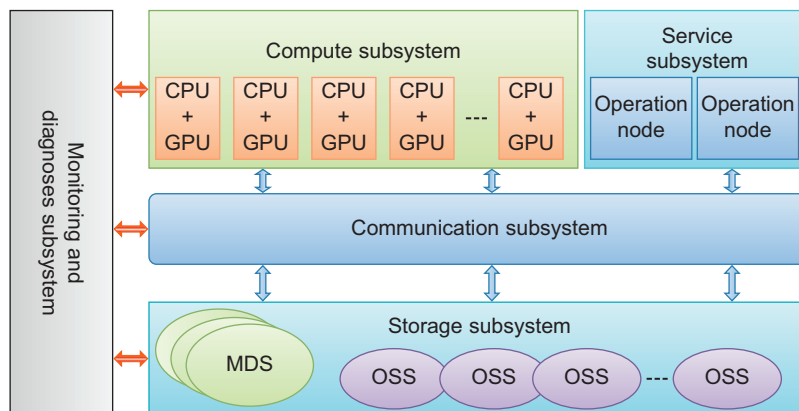 Monitoring and
diagnoses subsystem
Compute subsystem
CPU
+
GPU
CPU
+
GPU
CPU
+
GPU
CPU
+
GPU
---
CPU
+
GPU
Service
subsystem
Operation
node
Operation
node
Communication subsystem
Storage subsystem
MDS
OSS
OSS
OSS
---
OSS